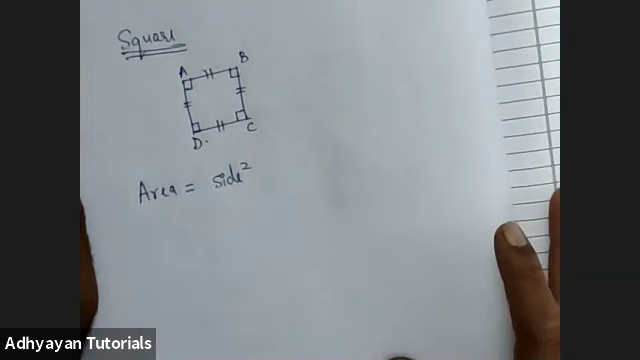 Square
A
B
D.
C
Area = side²
Adhyayan Tutorials